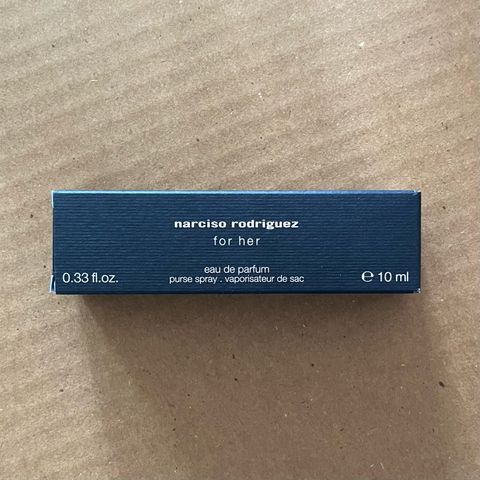 narciso rodriguez
for her
eau de parfum
purse spray . vaporisateur de sac
0.33 fl.oz.
℮ 10 ml